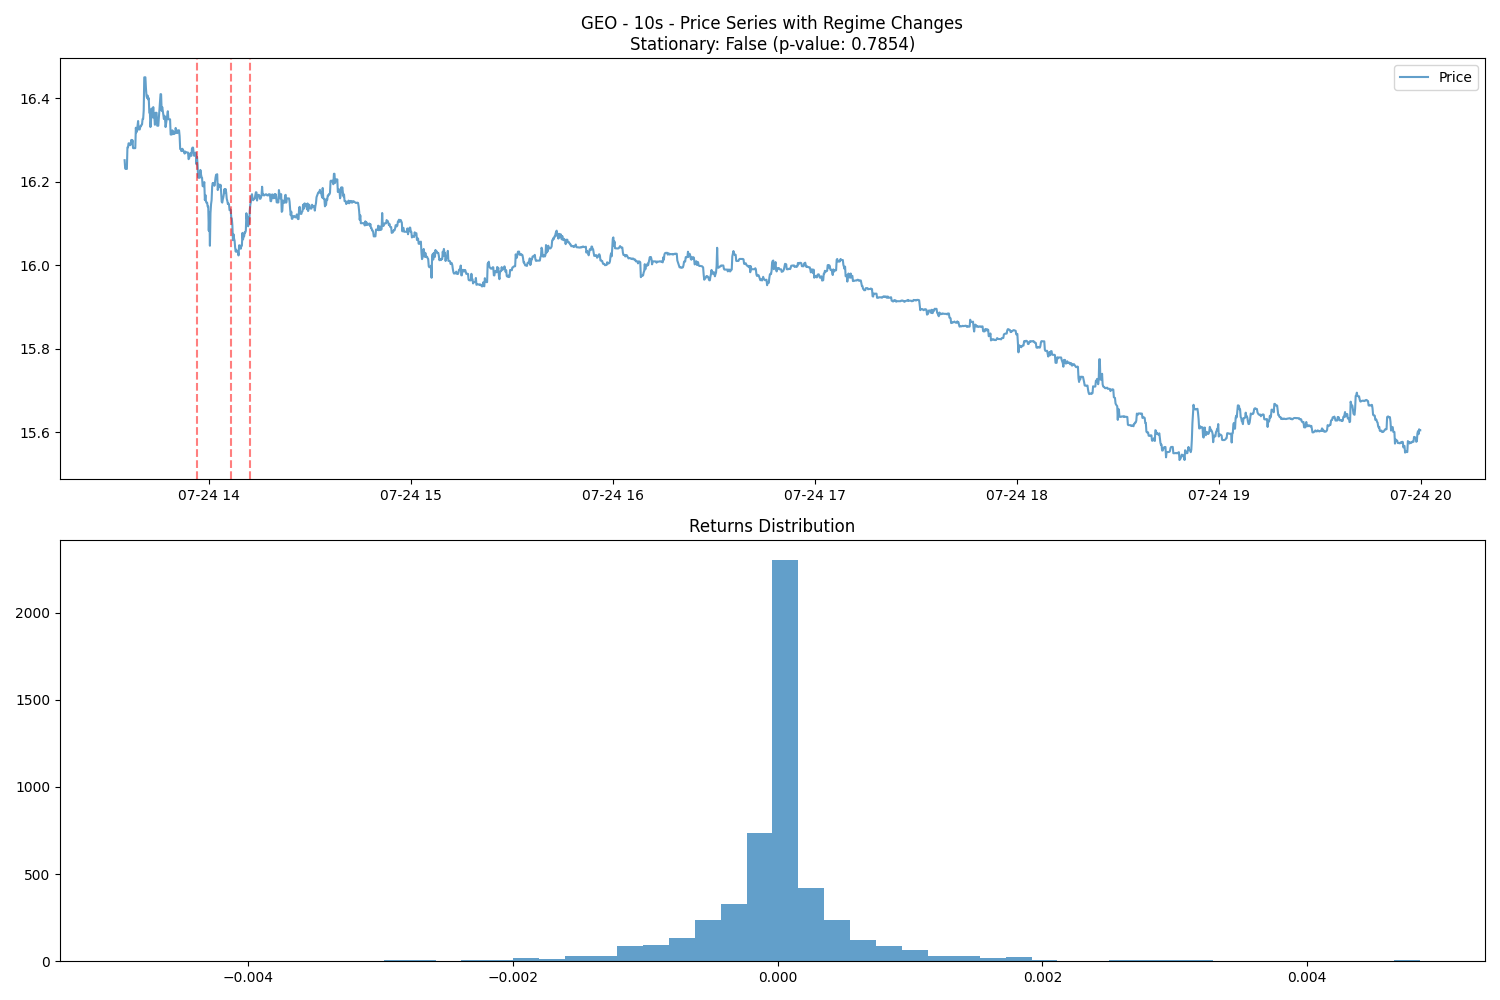 GEO - 10s - Price Series with Regime Changes
Stationary: False (p-value: 0.7854)
Price
16.4
16.2
16.0
15.8
15.6
07-24 14 07-24 15 07-24 16 07-24 17 07-24 18 07-24 19 07-24 20
Returns Distribution
2000
1500
1000
500
0
−0.004 −0.002 0.000 0.002 0.004